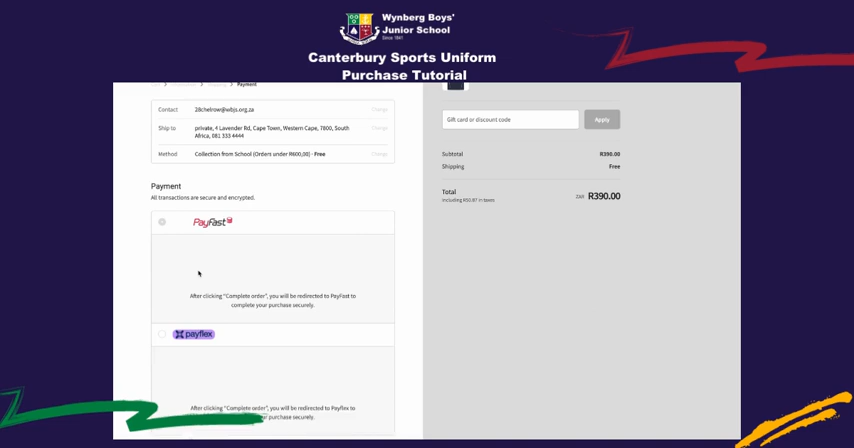 Wynberg Boys'
Junior School
Since 1841
Canterbury Sports Uniform
Purchase Tutorial
Payment
Contact 28chelrow@wbjs.org.za Change
Ship to private, 4 Lavender Rd, Cape Town, Western Cape, 7800, South Change
Africa, 081 333 4444
Method Collection from School (Orders under R600,00) · Free Change
Payment
All transactions are secure and encrypted.
PayFast
After clicking "Complete order", you will be redirected to PayFast to
complete your purchase securely.
payflex
After clicking "Complete order", you will be redirected to Payflex to
purchase securely.
Gift card or discount code Apply
Subtotal R390.00
Shipping Free
Total ZAR R390.00
Including R50.87 in taxes